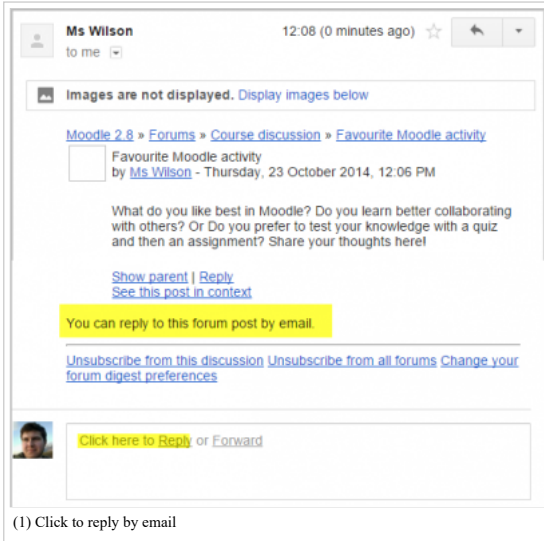 Ms Wilson 12:08 (0 minutes ago)
to me
Images are not displayed. Display images below
Moodle 2.8 » Forums » Course discussion » Favourite Moodle activity
Favourite Moodle activity
by Ms Wilson - Thursday, 23 October 2014, 12:06 PM
What do you like best in Moodle? Do you learn better collaborating
with others? Or Do you prefer to test your knowledge with a quiz
and then an assignment? Share your thoughts here!
Show parent | Reply
See this post in context
You can reply to this forum post by email.
Unsubscribe from this discussion Unsubscribe from all forums Change your
forum digest preferences
Click here to Reply or Forward
(1) Click to reply by email